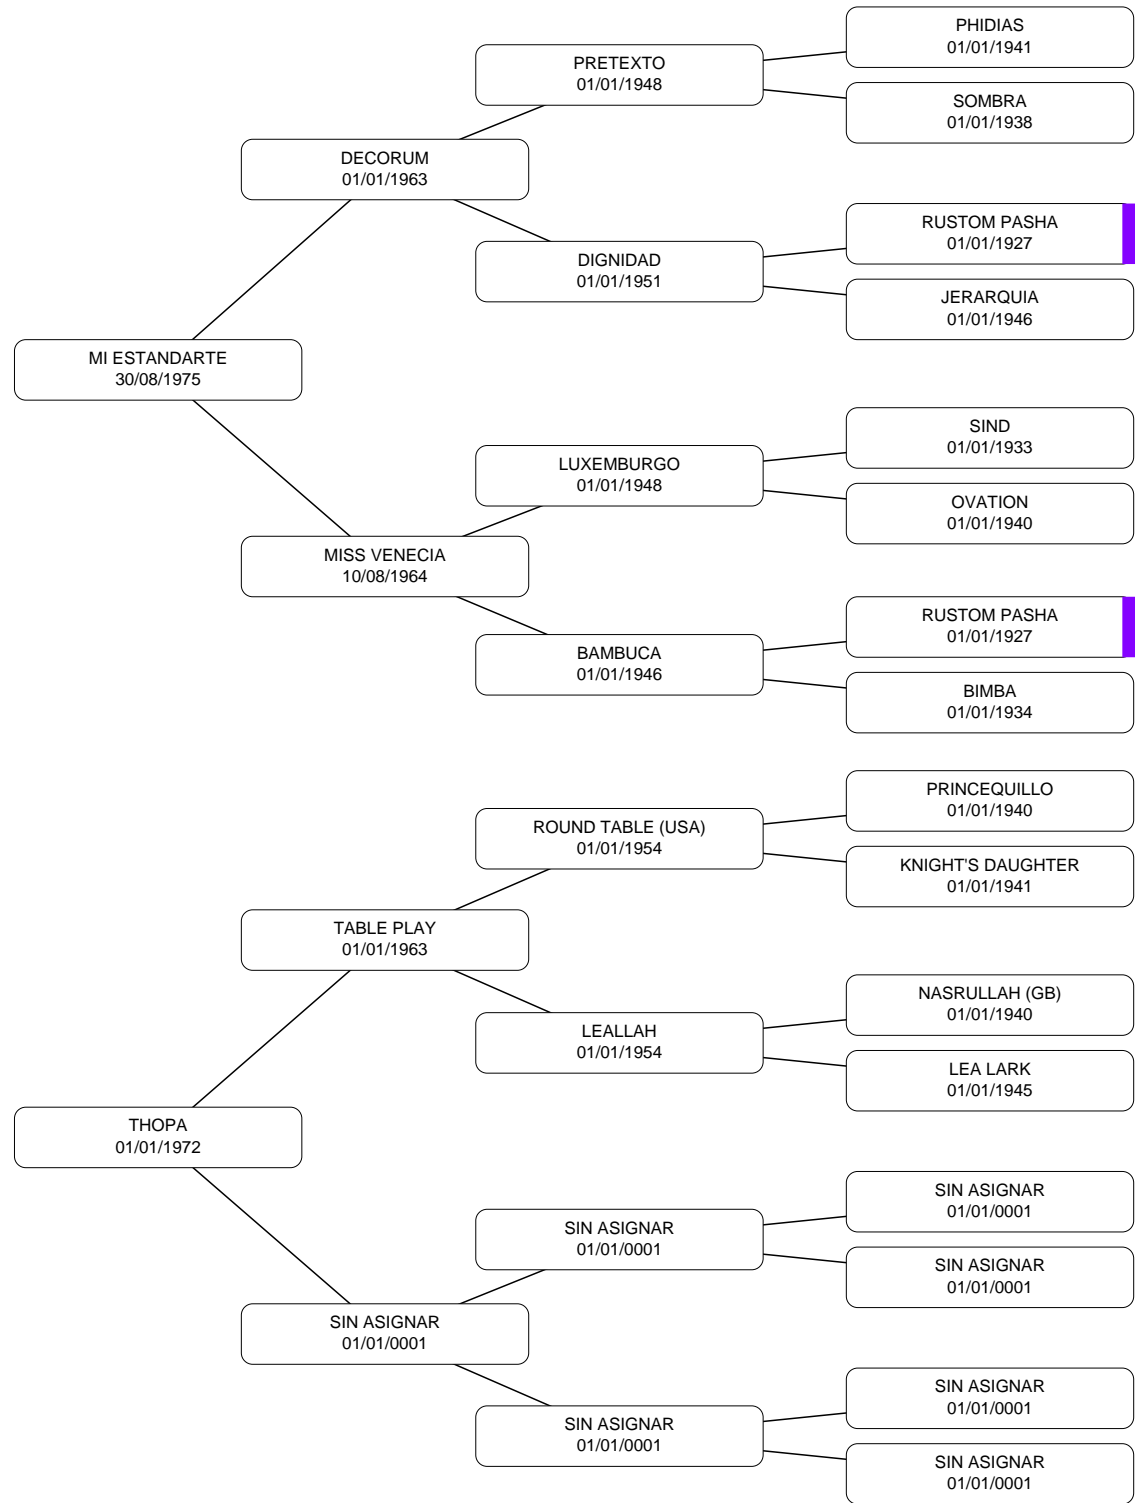 PHIDIAS
01/01/1941
PRETEXTO
01/01/1948
SOMBRA
01/01/1938
DECORUM
01/01/1963
RUSTOM PASHA
01/01/1927
DIGNIDAD
01/01/1951
JERARQUIA
01/01/1946
MI ESTANDARTE
30/08/1975
SIND
01/01/1933
LUXEMBURGO
01/01/1948
OVATION
01/01/1940
MISS VENECIA
10/08/1964
RUSTOM PASHA
01/01/1927
BAMBUCA
01/01/1946
BIMBA
01/01/1934
PRINCEQUILLO
01/01/1940
ROUND TABLE (USA)
01/01/1954
KNIGHT'S DAUGHTER
01/01/1941
TABLE PLAY
01/01/1963
NASRULLAH (GB)
01/01/1940
LEALLAH
01/01/1954
LEA LARK
01/01/1945
THOPA
01/01/1972
SIN ASIGNAR
01/01/0001
SIN ASIGNAR
01/01/0001
SIN ASIGNAR
01/01/0001
SIN ASIGNAR
01/01/0001
SIN ASIGNAR
01/01/0001
SIN ASIGNAR
01/01/0001
SIN ASIGNAR
01/01/0001